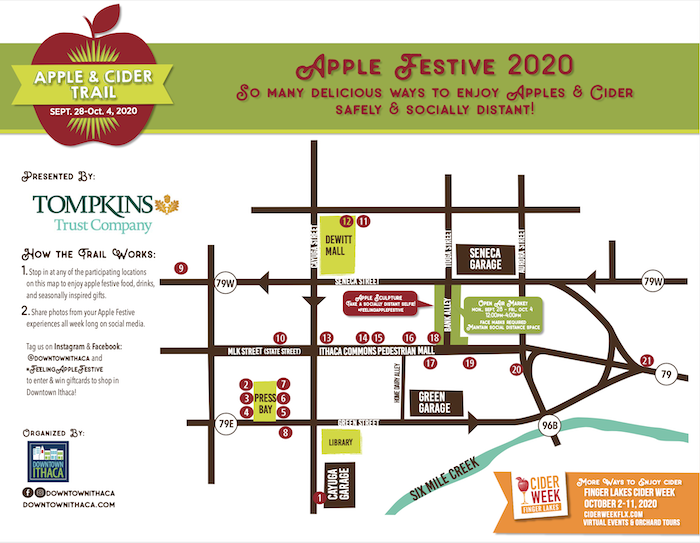 APPLE & CIDER
TRAIL
SEPT. 28-Oct. 4, 2020
Apple Festive 2020
So many delicious ways to enjoy Apples & Cider
safely & socially distant!
Presented By:
TOMPKINS
Trust Company
How the Trail Works:
1. Stop in at any of the participating locations
on this map to enjoy apple festive food, drinks,
and seasonally inspired gifts.
2. Share photos from your Apple Festive
experiences all week long on social media.
Tag us on Instagram & Facebook:
@downtownithaca and
#FeelingAppleFestive
to enter & win giftcards to shop in
Downtown Ithaca!
Organized By:
DOWNTOWN
ITHACA
@downtownithaca
downtownithaca.com
CAYUGA STREET
12
11
DEWITT
MALL
TIOGA STREET
SENECA
GARAGE
AURORA STREET
9
79W
SENECA STREET
79W
Apple Sculpture
Take a socially distant selfie!
#feelingapplefestive
BANK ALLEY
Open Air Market
Mon. Sept. 28 - Fri. Oct. 4
12:00pm-4:00pm
Face masks required
Maintain social distance space
10
13
14
15
16
18
MLK STREET (STATE STREET)
ITHACA COMMONS PEDESTRIAN MALL
17
19
20
21
79
HOME DAIRY ALLEY
2
7
3
PRESS
6
4
BAY
5
GREEN
GARAGE
79E
8
GREEN STREET
96B
LIBRARY
1
CAYUGA
GARAGE
SIX MILE CREEK
CIDER
WEEK
FINGER LAKES
More Ways to Enjoy cider
FINGER LAKES CIDER WEEK
OCTOBER 2-11, 2020
CIDERWEEKFLX.COM
VIRTUAL EVENTS & ORCHARD TOURS